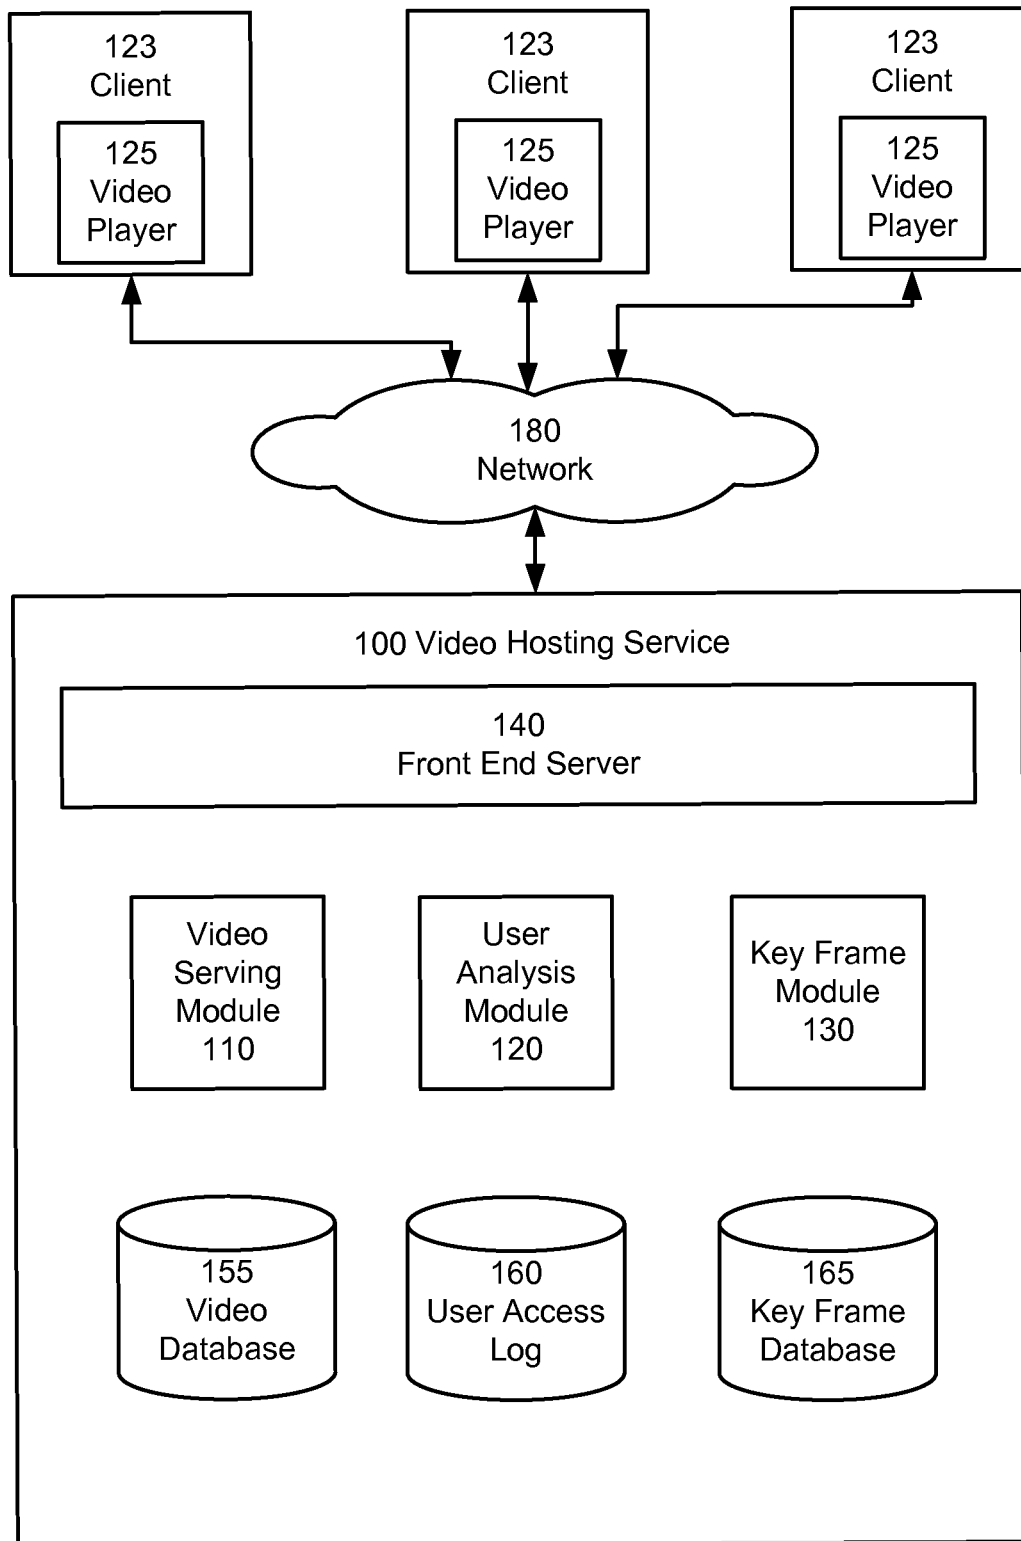 123
Client
125
Video
Player
123
Client
125
Video
Player
123
Client
125
Video
Player
180
Network
100 Video Hosting Service
140
Front End Server
Video
Serving
Module
110
User
Analysis
Module
120
Key Frame
Module
130
155
Video
Database
160
User Access
Log
165
Key Frame
Database